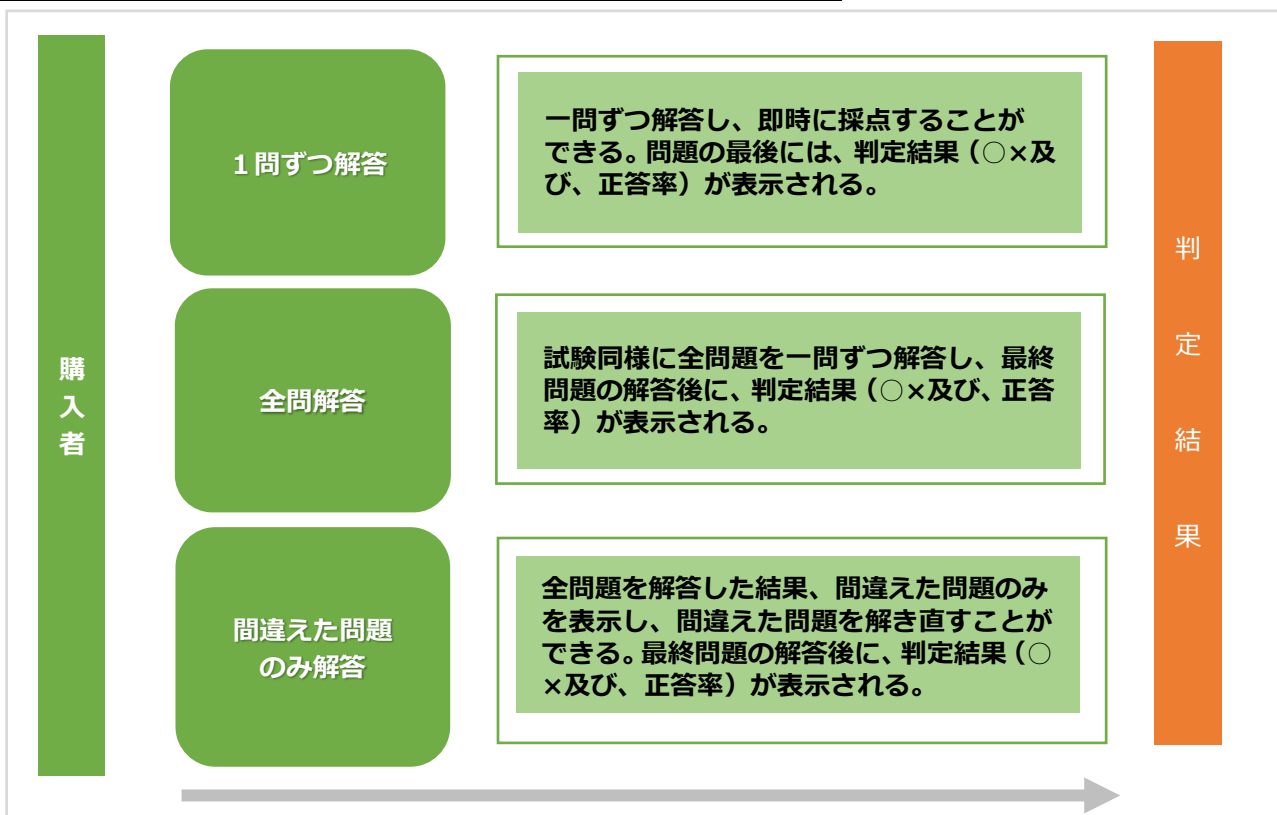 購
入
者
１問ずつ解答
一問ずつ解答し、即時に採点することが
できる。問題の最後には、判定結果（○×及
び、正答率）が表示される。
全問解答
試験同様に全問題を一問ずつ解答し、最終
問題の解答後に、判定結果（○×及び、正答
率）が表示される。
間違えた問題
のみ解答
全問題を解答した結果、間違えた問題のみ
を表示し、間違えた問題を解き直すことが
できる。最終問題の解答後に、判定結果（○
×及び、正答率）が表示される。
判
定
結
果